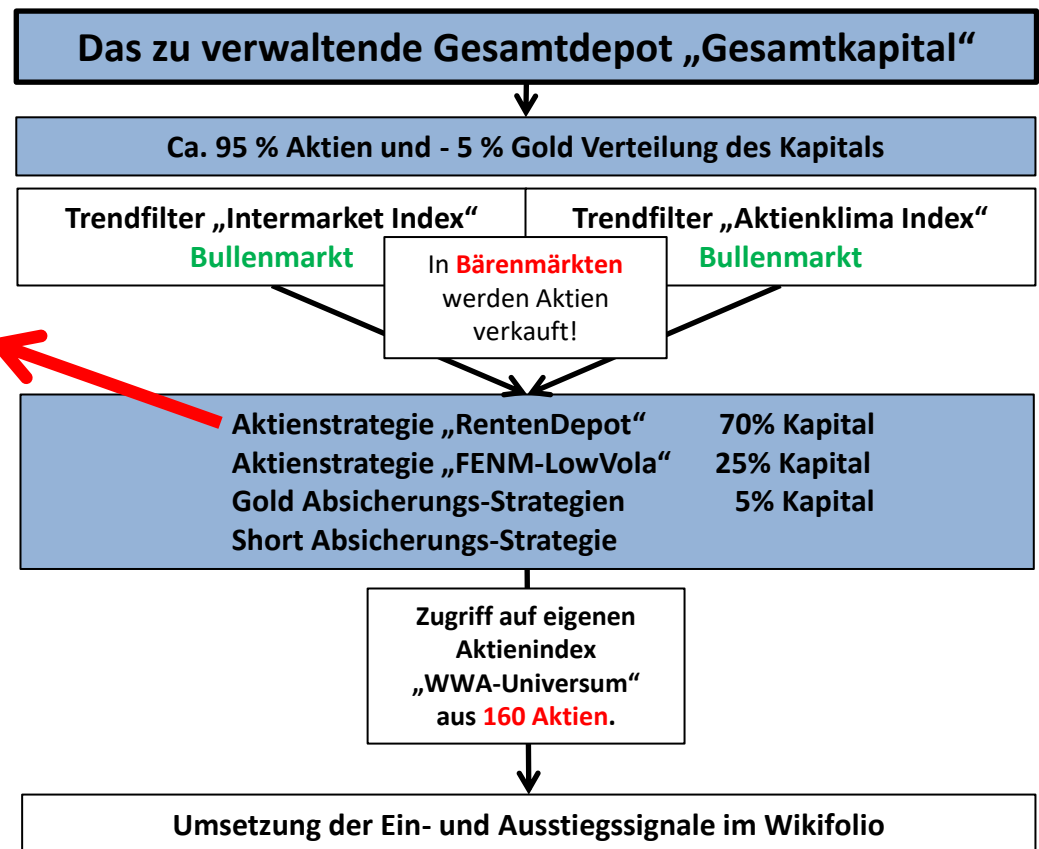 Das zu verwaltende Gesamtdepot „Gesamtkapital“
Ca. 95 % Aktien und - 5 % Gold Verteilung des Kapitals
Trendfilter „Intermarket Index“
Bullenmarkt
Trendfilter „Aktienklima Index“
Bullenmarkt
In Bärenmärkten
werden Aktien
verkauft!
Aktienstrategie „RentenDepot“ 70% Kapital
Aktienstrategie „FENM-LowVola“ 25% Kapital
Gold Absicherungs-Strategien 5% Kapital
Short Absicherungs-Strategie
Zugriff auf eigenen
Aktienindex
„WWA-Universum“
aus 160 Aktien.
Umsetzung der Ein- und Ausstiegssignale im Wikifolio